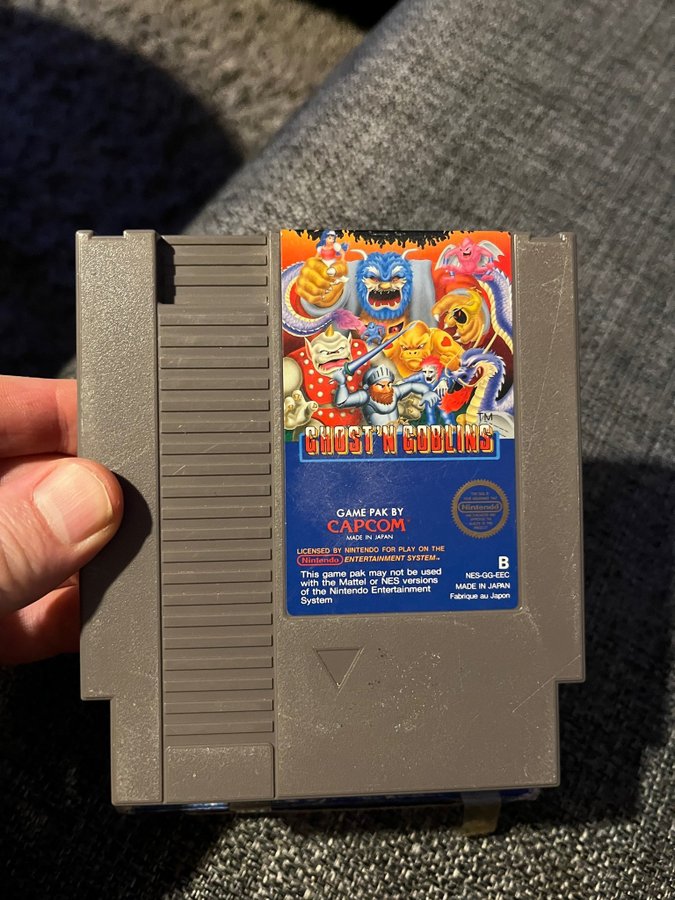 TM
GHOST'N GOBLINS
GAME PAK BY
CAPCOM
MADE IN JAPAN
LICENSED BY NINTENDO FOR PLAY ON THE
Nintendo ENTERTAINMENT SYSTEM™
This game pak may not be used
with the Mattel or NES versions
of the Nintendo Entertainment
System
Nintendo
B
NES-GG-EEC
MADE IN JAPAN
Fabrique au Japon